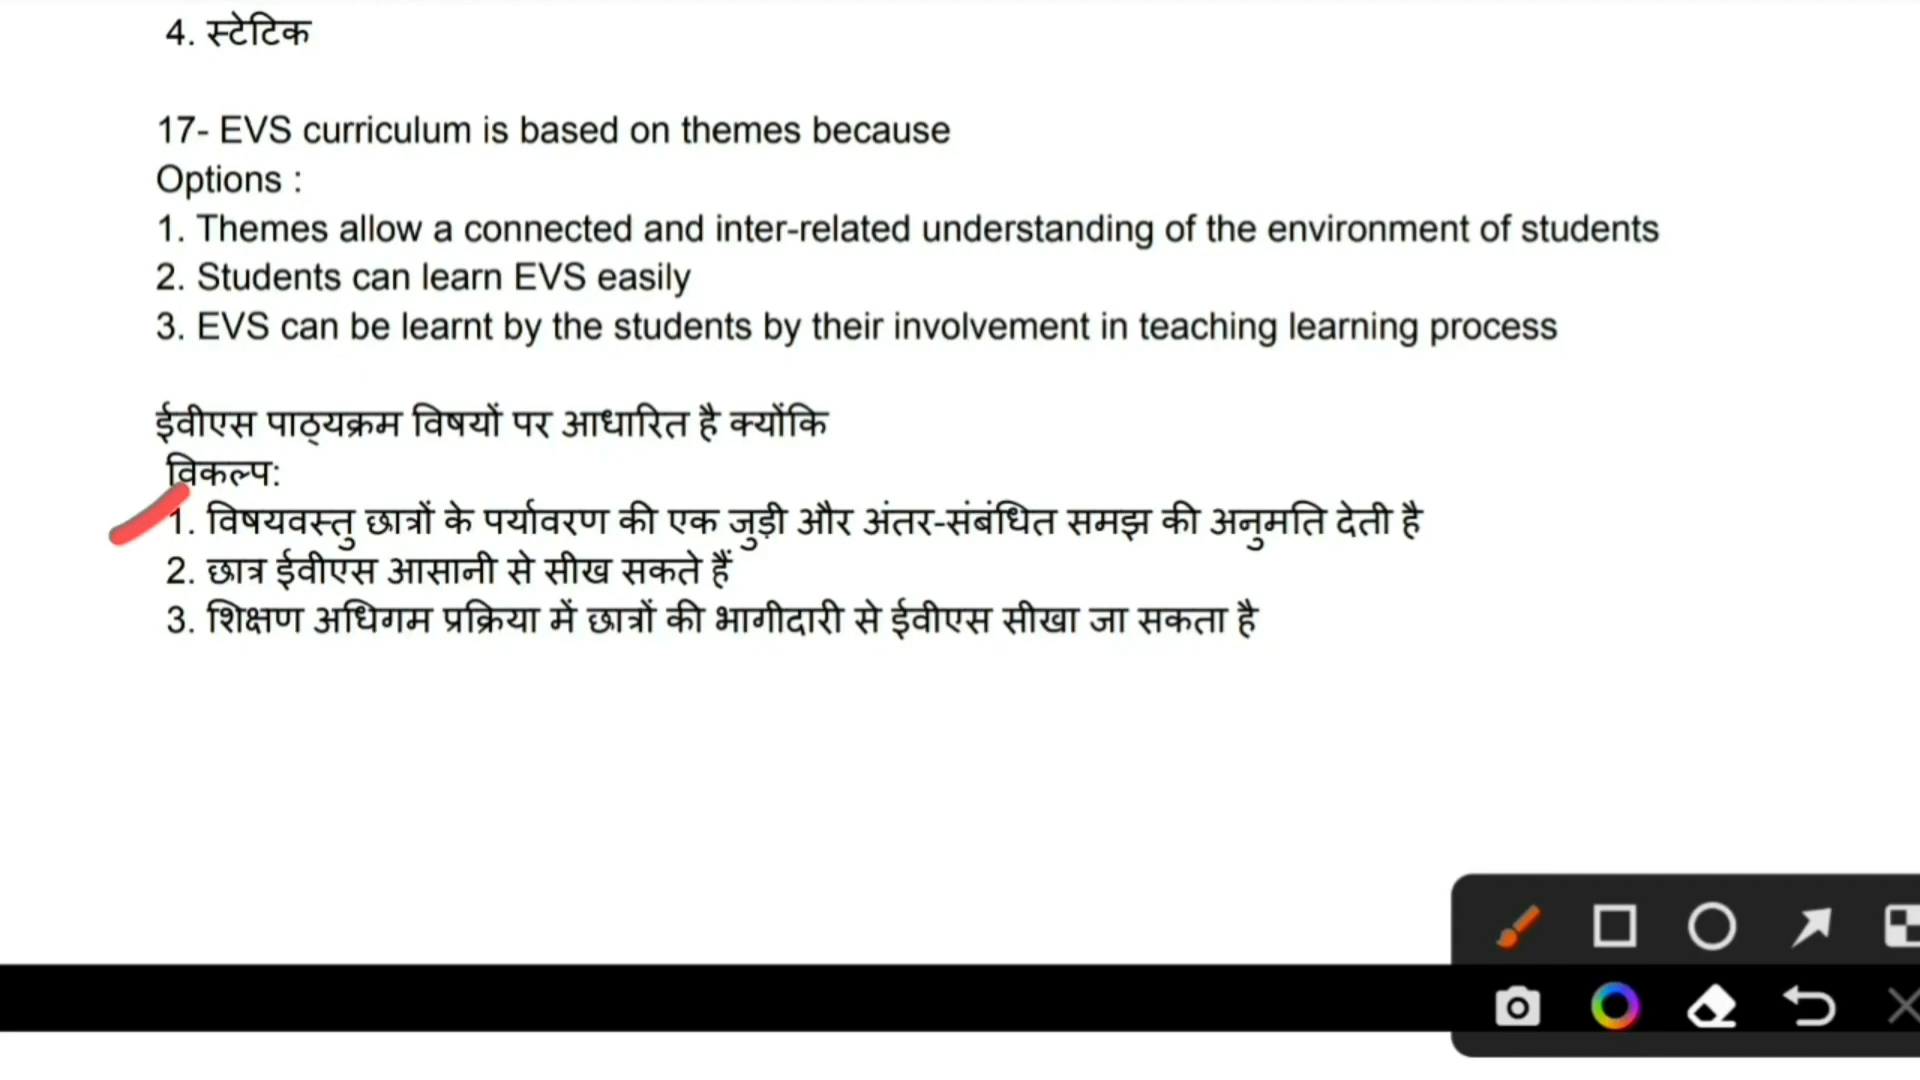 4. स्टेटिक
17- EVS curriculum is based on themes because
Options :
1. Themes allow a connected and inter-related understanding of the environment of students
2. Students can learn EVS easily
3. EVS can be learnt by the students by their involvement in teaching learning process
ईवीएस पाठ्यक्रम विषयों पर आधारित है क्योंकि
विकल्प:
1. विषयवस्तु छात्रों के पर्यावरण की एक जुड़ी और अंतर-संबंधित समझ की अनुमति देती है
2. छात्र ईवीएस आसानी से सीख सकते हैं
3. शिक्षण अधिगम प्रक्रिया में छात्रों की भागीदारी से ईवीएस सीखा जा सकता है